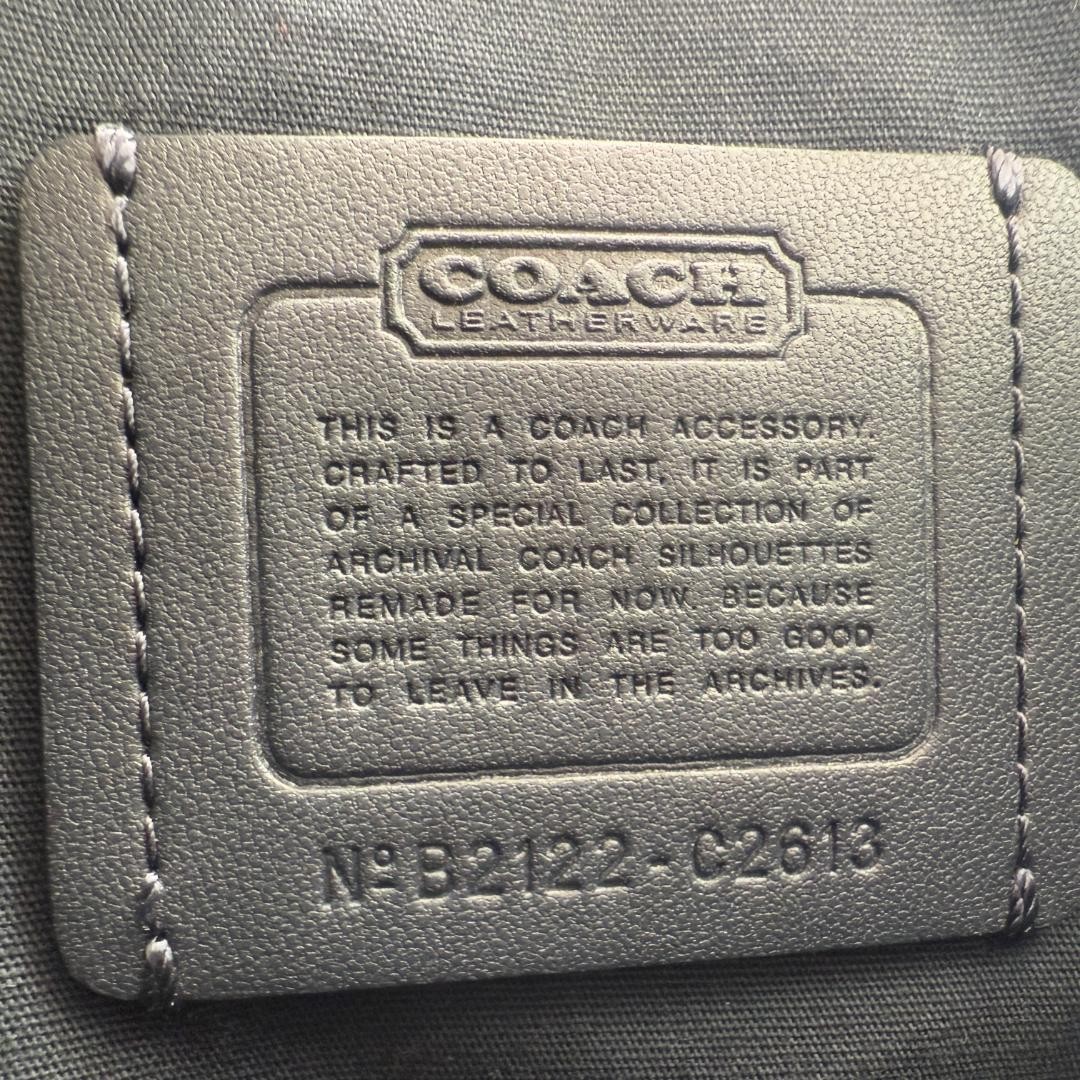 COACH
LEATHERWARE
THIS IS A COACH ACCESSORY.
CRAFTED TO LAST, IT IS PART
OF A SPECIAL COLLECTION OF
ARCHIVAL COACH SILHOUETTES
REMADE FOR NOW. BECAUSE
SOME THINGS ARE TOO GOOD
TO LEAVE IN THE ARCHIVES.
Nº B2122-C2613